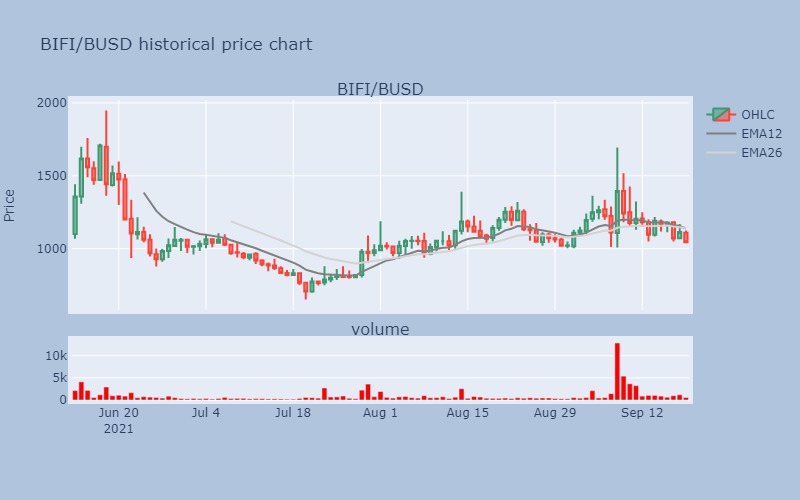 BIFI/BUSD historical price chart
BIFI/BUSD
Price
2000
1500
1000
OHLC
EMA12
EMA26
volume
10k
5k
0
Jun 20
2021
Jul 4
Jul 18
Aug 1
Aug 15
Aug 29
Sep 12